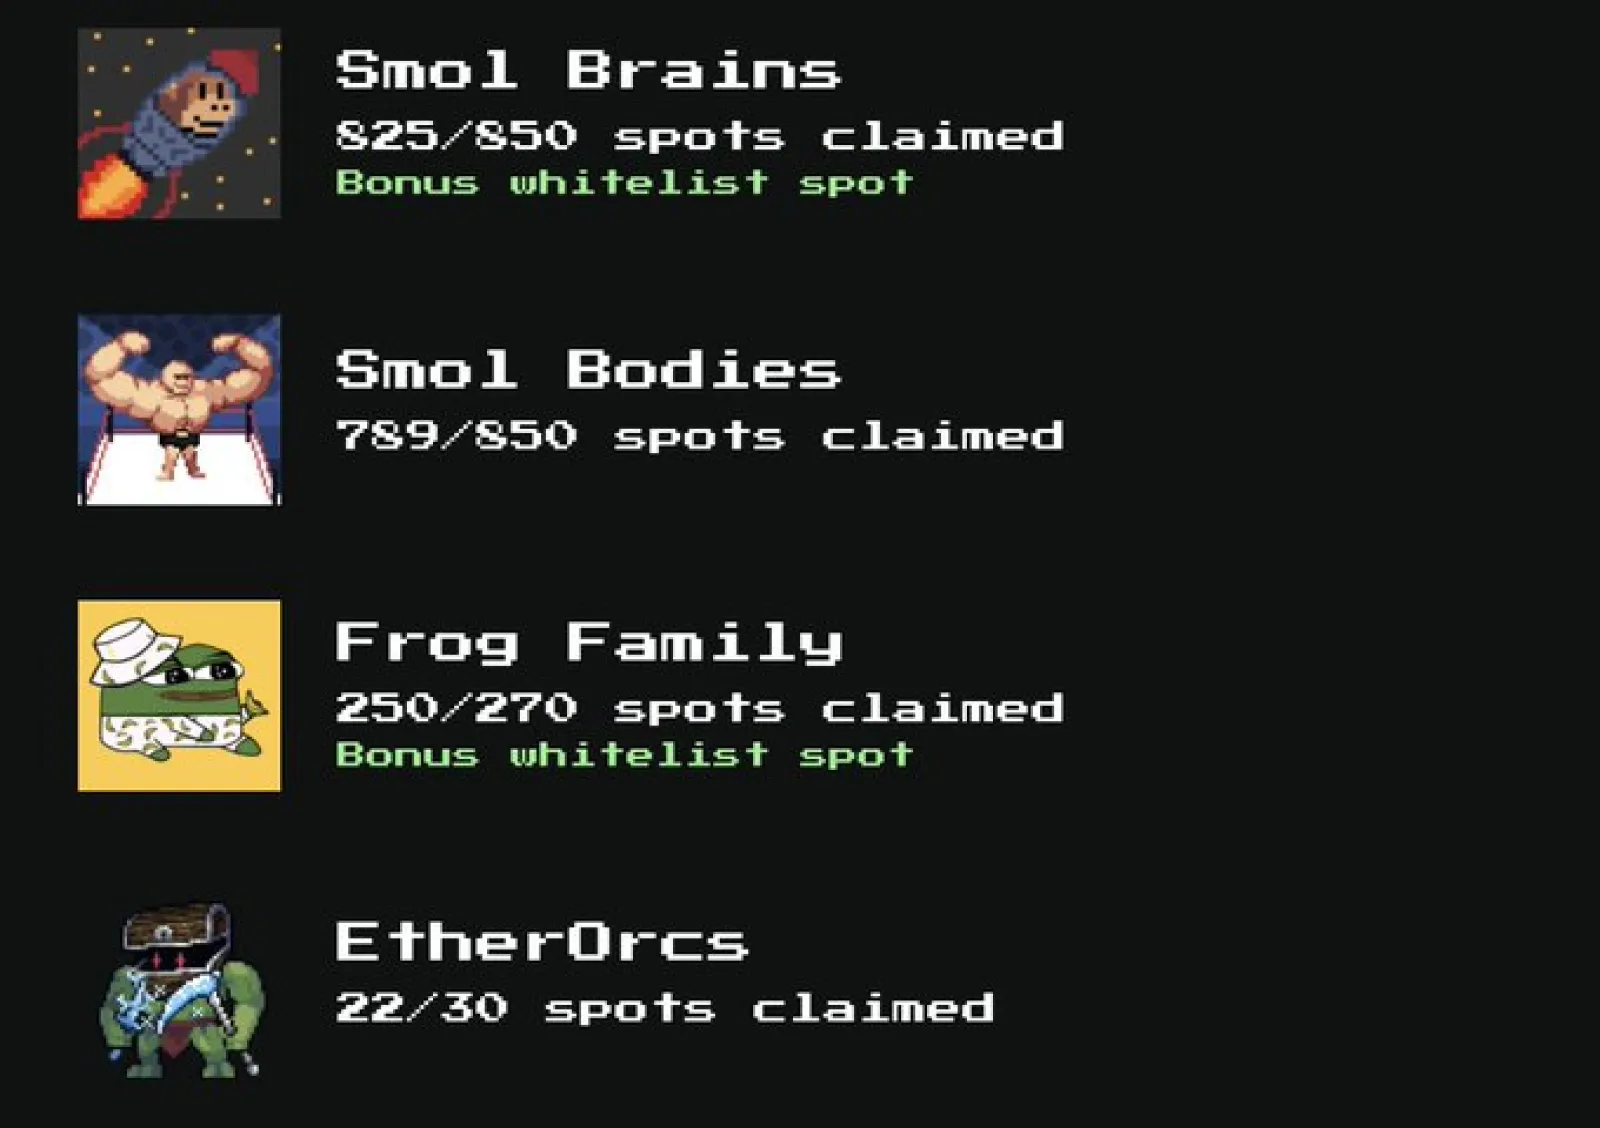 Smol Brains
825/850 spots claimed
Bonus whitelist spot
Smol Bodies
789/850 spots claimed
Frog Family
250/270 spots claimed
Bonus whitelist spot
EtherOrcs
22/30 spots claimed